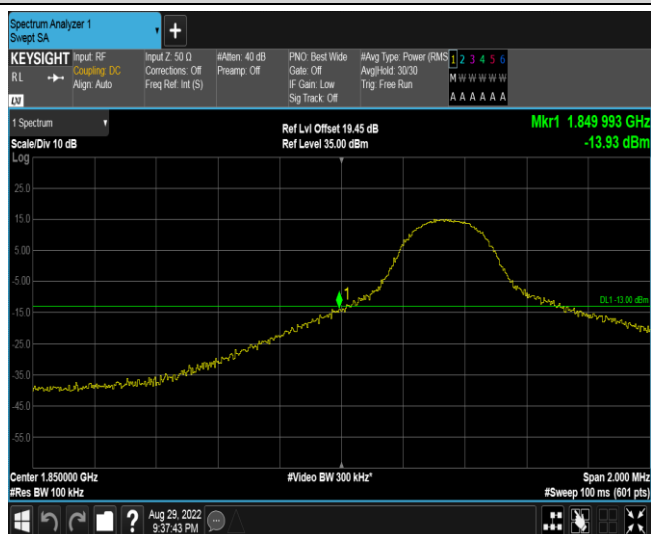 Spectrum Analyzer 1
Swept SA
KEYSIGHT
RL
LXI
Input: RF
Coupling: DC
Align: Auto
Input Z: 50 Ω
Corrections: Off
Freq Ref: Int (S)
#Atten: 40 dB
Preamp: Off
PNO: Best Wide
Gate: Off
IF Gain: Low
Sig Track: Off
#Avg Type: Power (RMS
Avg|Hold: 30/30
Trig: Free Run
1 2 3 4 5 6
M W W W W W
A A A A A A
1 Spectrum
Scale/Div 10 dB
Ref Lvl Offset 19.45 dB
Ref Level 35.00 dBm
Mkr1 1.849 993 GHz
-13.93 dBm
Log
25.0
15.0
5.00
-5.00
1
DL1 -13.00 dBm
-15.0
-25.0
-35.0
-45.0
-55.0
Center 1.850000 GHz
#Video BW 300 kHz*
Span 2.000 MHz
#Res BW 100 kHz
#Sweep 100 ms (601 pts)
?
Aug 29, 2022
9:37:43 PM